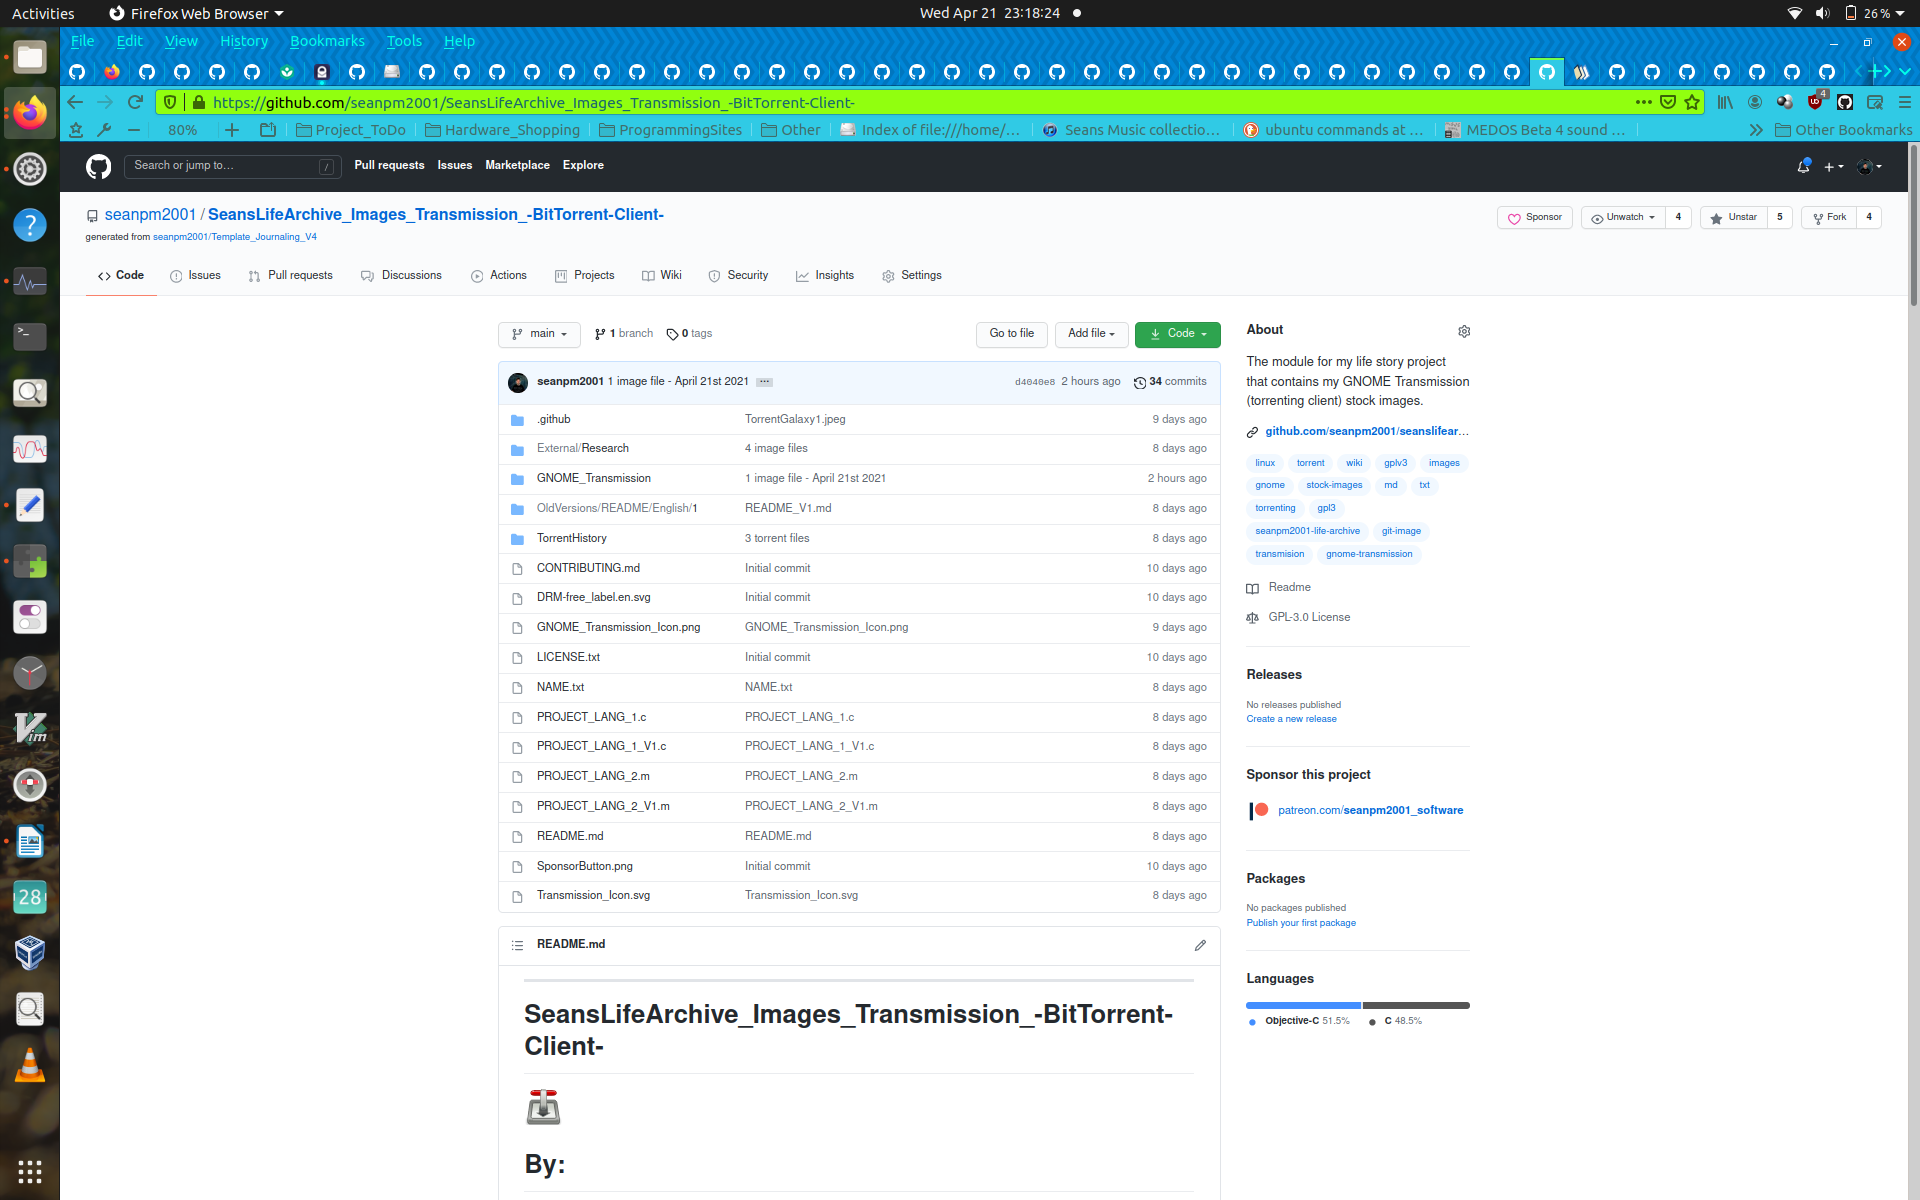 Activities
Firefox Web Browser
Wed Apr 21  23:18:24
26 %
File Edit View History Bookmarks Tools Help
https://github.com/seanpm2001/SeansLifeArchive_Images_Transmission_-BitTorrent-Client-
4
80%
Project_ToDo
Hardware_Shopping
ProgrammingSites
Other
Index of file:///home/...
Seans Music collectio...
ubuntu commands at ...
MEDOS Beta 4 sound ...
Other Bookmarks
Search or jump to... /
Pull requests Issues Marketplace Explore
seanpm2001 / SeansLifeArchive_Images_Transmission_-BitTorrent-Client-
generated from seanpm2001/Template_Journaling_V4
Sponsor
Unwatch 4
Unstar 5
Fork 4
Code Issues Pull requests Discussions Actions Projects Wiki Security Insights Settings
main
1 branch
0 tags
Go to file
Add file
Code
seanpm2001 1 image file - April 21st 2021 ... d4040e8 2 hours ago 34 commits
.github TorrentGalaxy1.jpeg 9 days ago
External/Research 4 image files 8 days ago
GNOME_Transmission 1 image file - April 21st 2021 2 hours ago
OldVersions/README/English/1 README_V1.md 8 days ago
TorrentHistory 3 torrent files 8 days ago
CONTRIBUTING.md Initial commit 10 days ago
DRM-free_label.en.svg Initial commit 10 days ago
GNOME_Transmission_Icon.png GNOME_Transmission_Icon.png 9 days ago
LICENSE.txt Initial commit 10 days ago
NAME.txt NAME.txt 8 days ago
PROJECT_LANG_1.c PROJECT_LANG_1.c 8 days ago
PROJECT_LANG_1_V1.c PROJECT_LANG_1_V1.c 8 days ago
PROJECT_LANG_2.m PROJECT_LANG_2.m 8 days ago
PROJECT_LANG_2_V1.m PROJECT_LANG_2_V1.m 8 days ago
README.md README.md 8 days ago
SponsorButton.png Initial commit 10 days ago
Transmission_Icon.svg Transmission_Icon.svg 8 days ago
README.md
SeansLifeArchive_Images_Transmission_-BitTorrent-
Client-
By:
About
The module for my life story project
that contains my GNOME Transmission
(torrenting client) stock images.
github.com/seanpm2001/seanslifear...
linux torrent wiki gplv3 images
gnome stock-images md txt
torrenting gpl3
seanpm2001-life-archive git-image
transmision gnome-transmission
Readme
GPL-3.0 License
Releases
No releases published
Create a new release
Sponsor this project
patreon.com/seanpm2001_software
Packages
No packages published
Publish your first package
Languages
Objective-C 51.5% C 48.5%
28
Vim